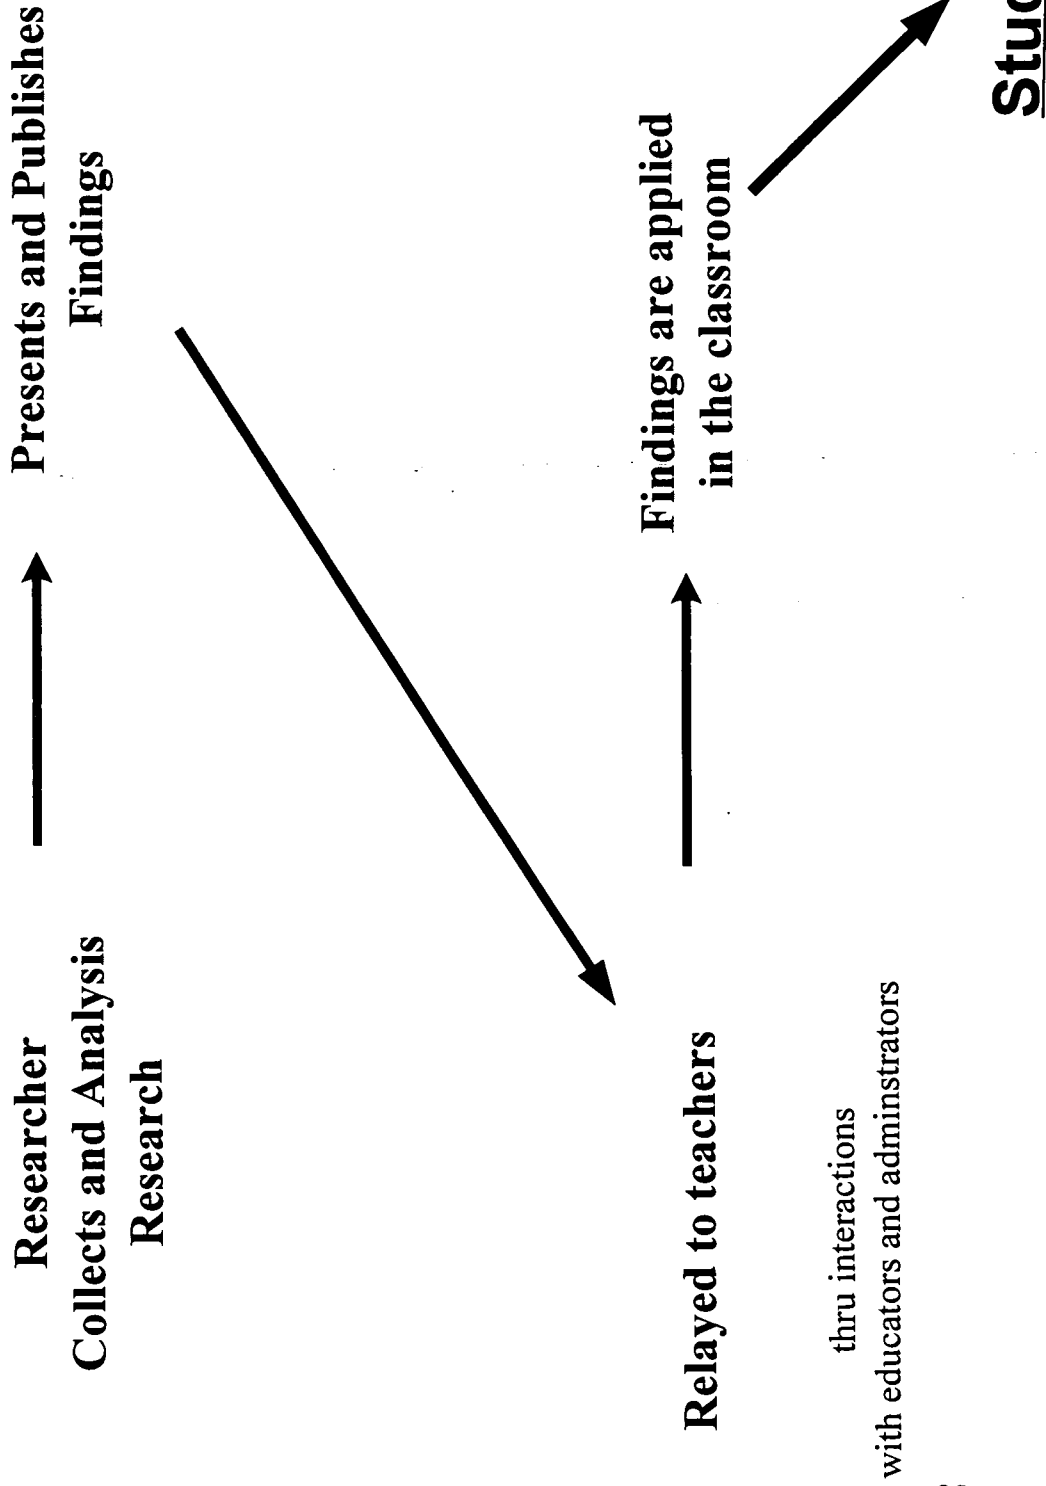 Researcher
Collects and Analysis
Research
Presents and Publishes
Findings
Relayed to teachers
thru interactions
with educators and adminstrators
Findings are applied
in the classroom